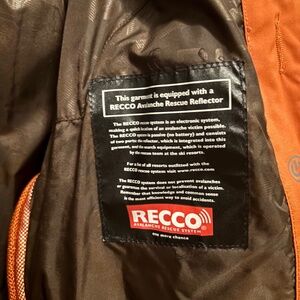 This garment is equipped with a
RECCO Avalanche Rescue Reflector
The RECCO rescue system is an electronic system,
making a quick location of an avalanche victim possible.
The RECCO system is passive (no battery) and consists
of two parts: the reflector, which is integrated into this
garment, and the search equipment, which is operated
by the rescue team at the ski resorts.
For a list of all resorts outfitted with the
RECCO rescue system visit www.recco.com.
The RECCO system does not prevent avalanches
or guarantee the survival or localisation of a victim.
Remember that knowledge and common sense
is the most efficient way to avoid accidents.
RECCO
AVALANCHE RESCUE SYSTEM
one more chance